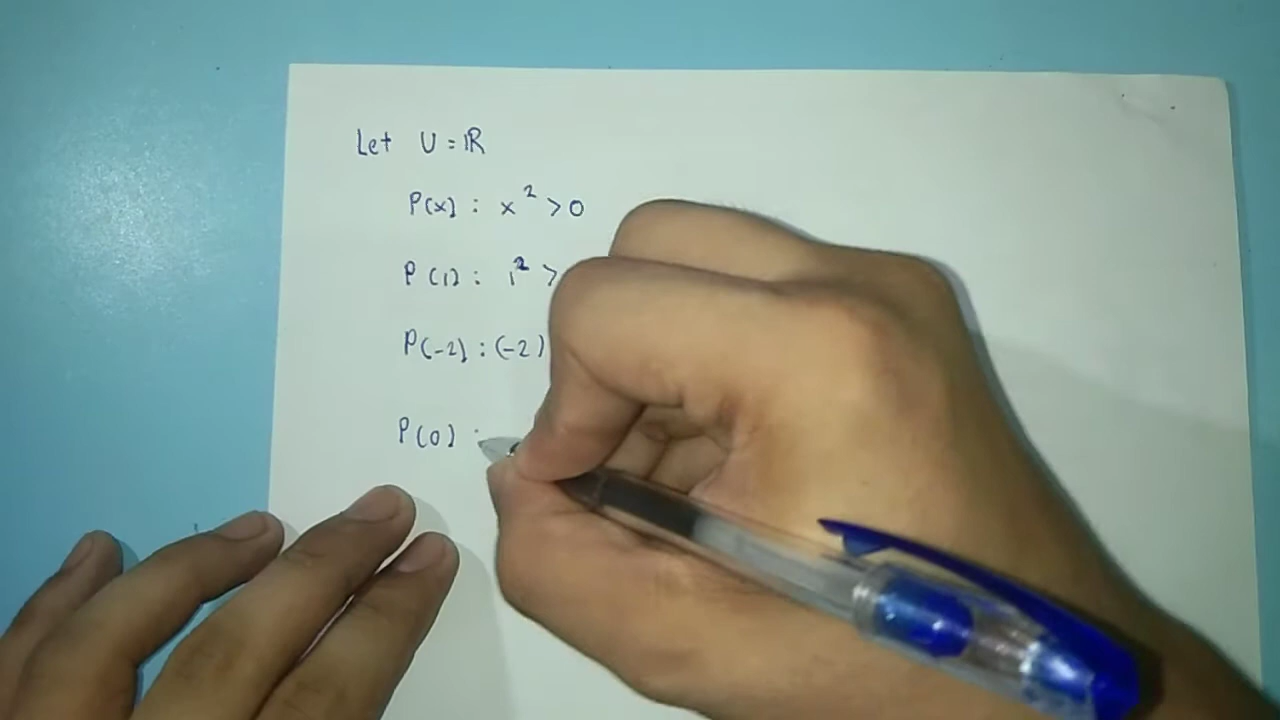 Let U = ℝ
P(x) : x² > 0
P(1) : 1² >
P(-2) : (-2)
P(0) :